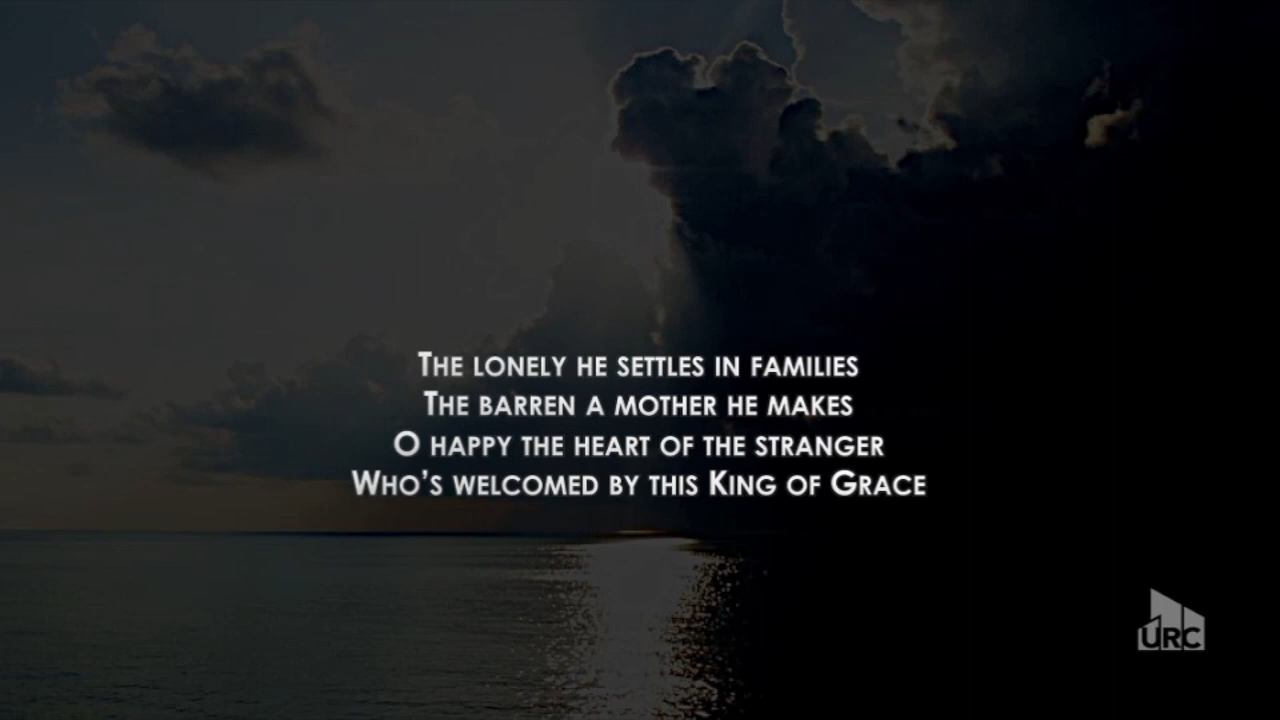 The lonely he settles in families
The barren a mother he makes
O happy the heart of the stranger
Who's welcomed by this King of Grace
URC